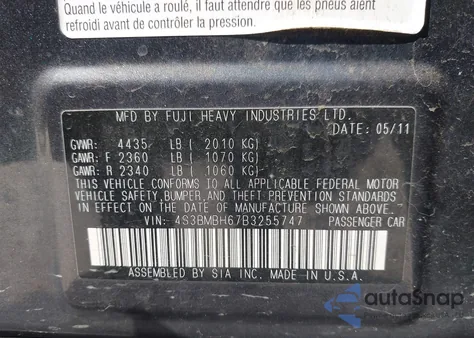 Quand le véhicule a roulé, il faut attendre que les pneus aient
refroidi avant de contrôler la pression.
MFD BY FUJI HEAVY INDUSTRIES LTD.
DATE: 05/11
GVWR: 4435 LB ( 2010 KG)
GAWR: F 2360 LB ( 1070 KG)
GAWR: R 2340 LB ( 1060 KG)
THIS VEHICLE CONFORMS TO ALL APPLICABLE FEDERAL MOTOR
VEHICLE SAFETY,BUMPER,AND THEFT PREVENTION STANDARDS
IN EFFECT ON THE DATE OF MANUFACTURE SHOWN ABOVE.
VIN: 4S3BMBH67B3255747 PASSENGER CAR
ASSEMBLED BY SIA INC. MADE IN U.S.A.
autoSnap